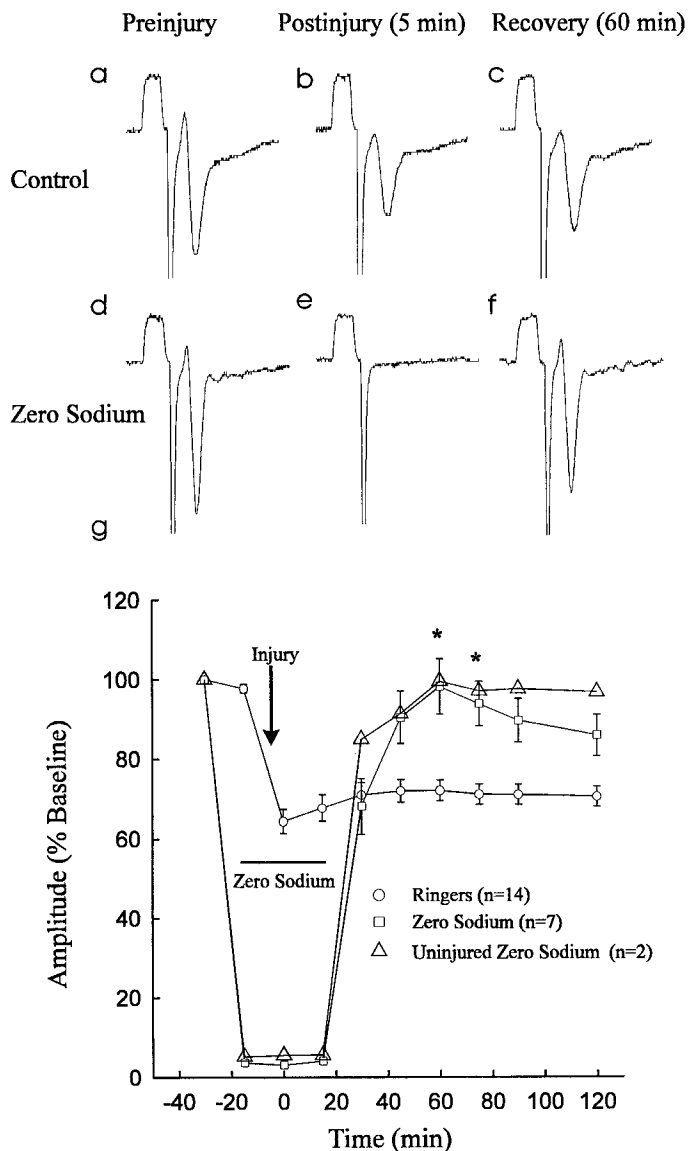 Preinjury Postinjury (5 min) Recovery (60 min)
a b c
Control
d e f
Zero Sodium
g
120
100
80
60
40
20
0
Amplitude (% Baseline)
Injury
* *
Zero Sodium
Ringers (n=14)
Zero Sodium (n=7)
Uninjured Zero Sodium (n=2)
-40 -20 0 20 40 60 80 100 120
Time (min)